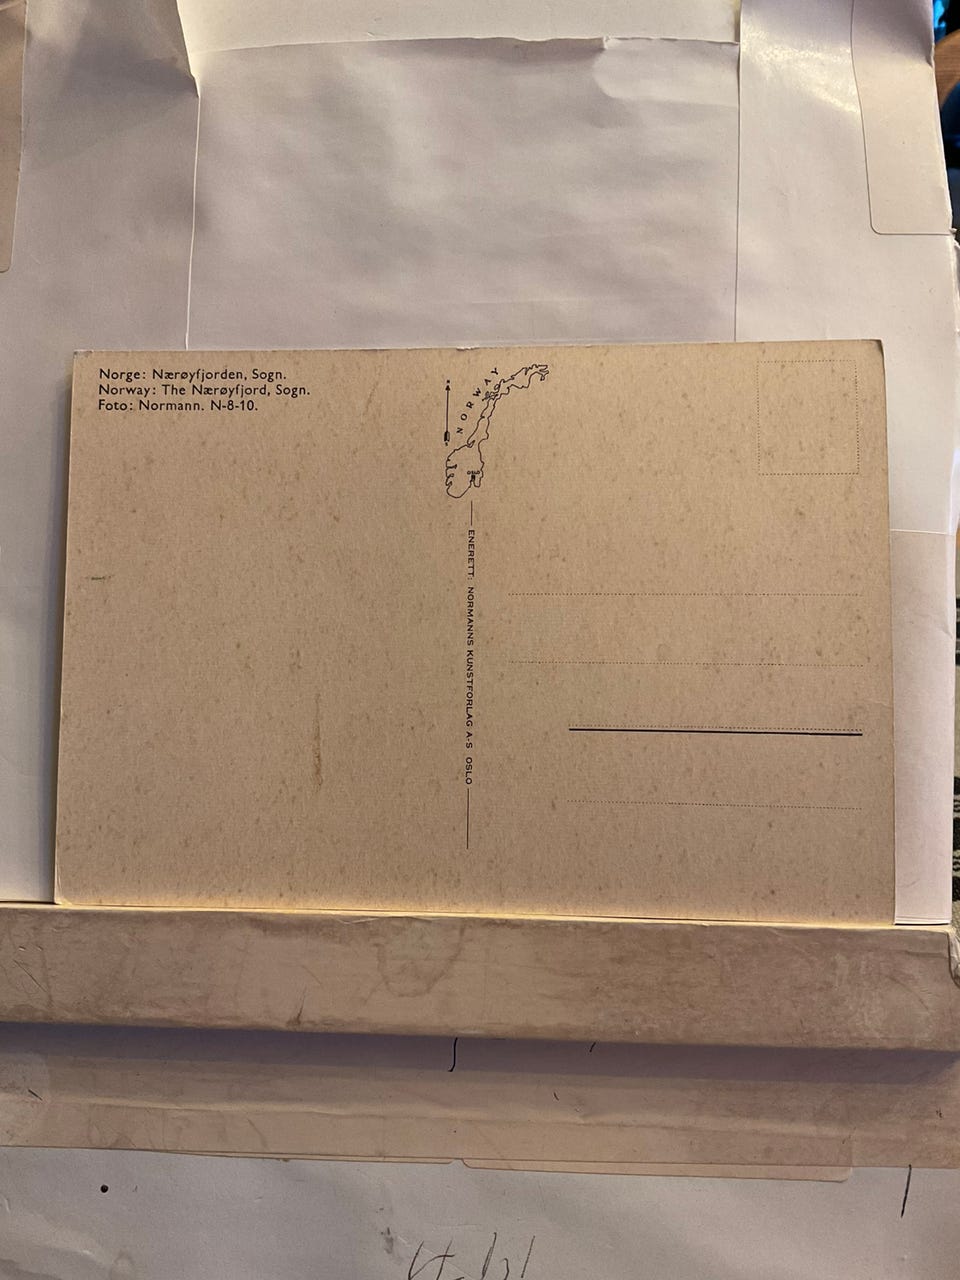 Norge: Nærøyfjorden, Sogn.
Norway: The Nærøyfjord, Sogn.
Foto: Normann. N-8-10.
NORWAY
OSLO
ENERETT: NORMANNS KUNSTFORLAG A-S OSLO